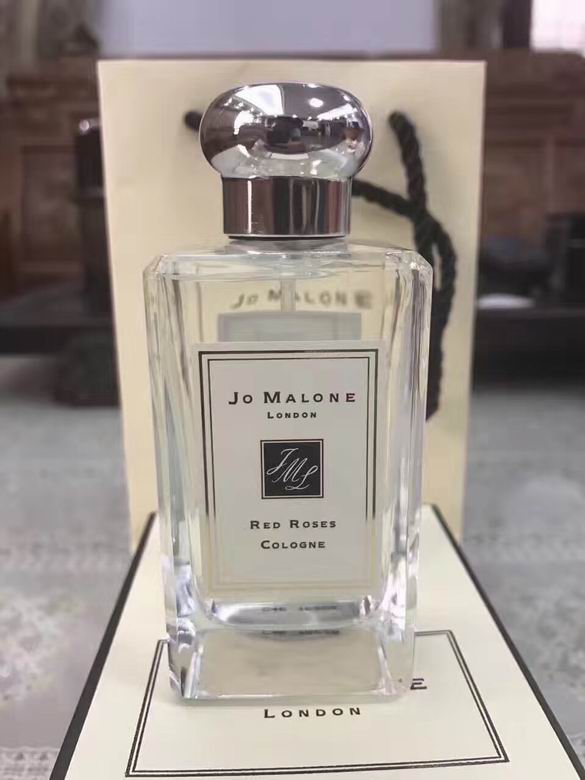 Jo Malone
Jo Malone
London
JML
Red Roses
Cologne
E
London